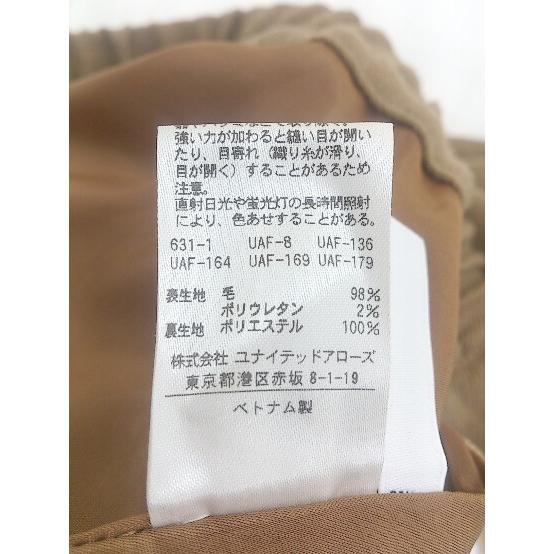 強い力が加わると縫い目が開い
たり、目寄れ（織り糸が滑り、
目が開く）することがあるため
注意。
直射日光や蛍光灯の長時間照射
により、色あせすることがある。
631-1 UAF-8 UAF-136
UAF-164 UAF-169 UAF-179
表生地 毛 98%
ポリウレタン 2%
裏生地 ポリエステル 100%
株式会社 ユナイテッドアローズ
東京都港区赤坂 8-1-19
ベトナム製